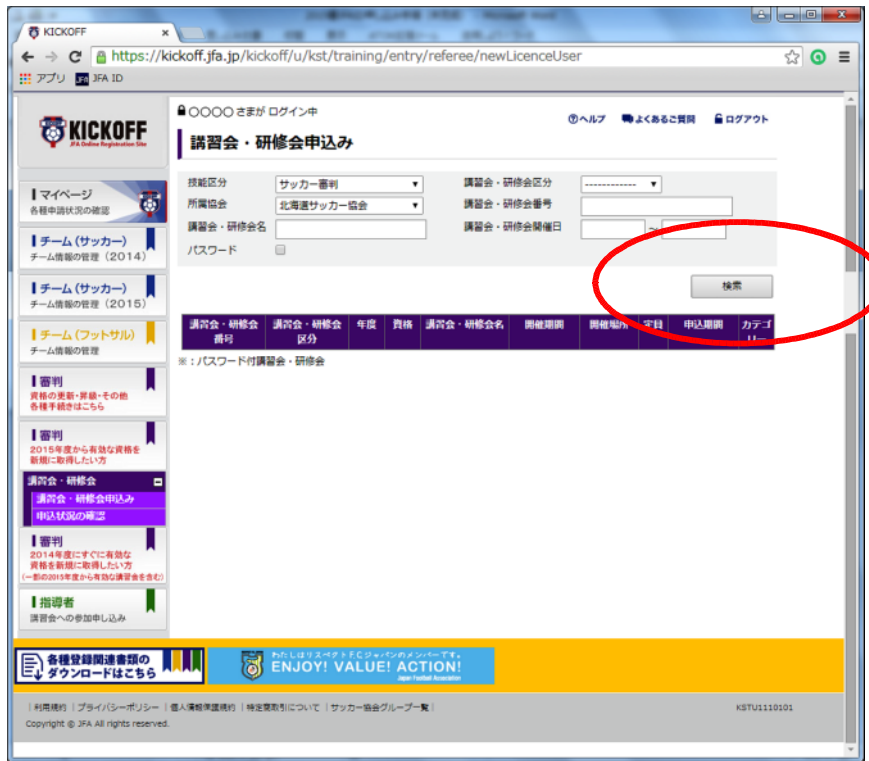 KICKOFF
https://kickoff.jfa.jp/kickoff/u/kst/training/entry/referee/newLicenceUser
アプリ JFA JFA ID
KICKOFF
JFA Online Registration Site
〇〇〇〇 さまが ログイン中
ヘルプ よくあるご質問 ログアウト
講習会・研修会申込み
技能区分 サッカー審判 講習会・研修会区分 ------------
所属協会 北海道サッカー協会 講習会・研修会番号
講習会・研修会名 講習会・研修会開催日 ～
パスワード
検索
講習会・研修会番号 講習会・研修会区分 年度 資格 講習会・研修会名 開催期間 開催場所 定員 申込期間 カテゴリー
※：パスワード付講習会・研修会
マイページ
各種申請状況の確認
チーム (サッカー)
チーム情報の管理（2014）
チーム (サッカー)
チーム情報の管理（2015）
チーム (フットサル)
チーム情報の管理
審判
資格の更新・昇級・その他
各種手続きはこちら
審判
2015年度から有効な資格を
新規に取得したい方
講習会・研修会
講習会・研修会申込み
申込状況の確認
審判
2014年度にすぐに有効な
資格を新規に取得したい方
(一部の2015年度から有効な講習会を含む)
指導者
講習会への参加申し込み
各種登録関連書類の
ダウンロードはこちら
わたしはリスペクトF.C.ジャパンのメンバーです。
ENJOY! VALUE! ACTION!
Japan Football Association
| 利用規約 | プライバシーポリシー | 個人情報保護規約 | 特定商取引について | サッカー協会グループ一覧 |
KSTU1110101
Copyright © JFA All rights reserved.